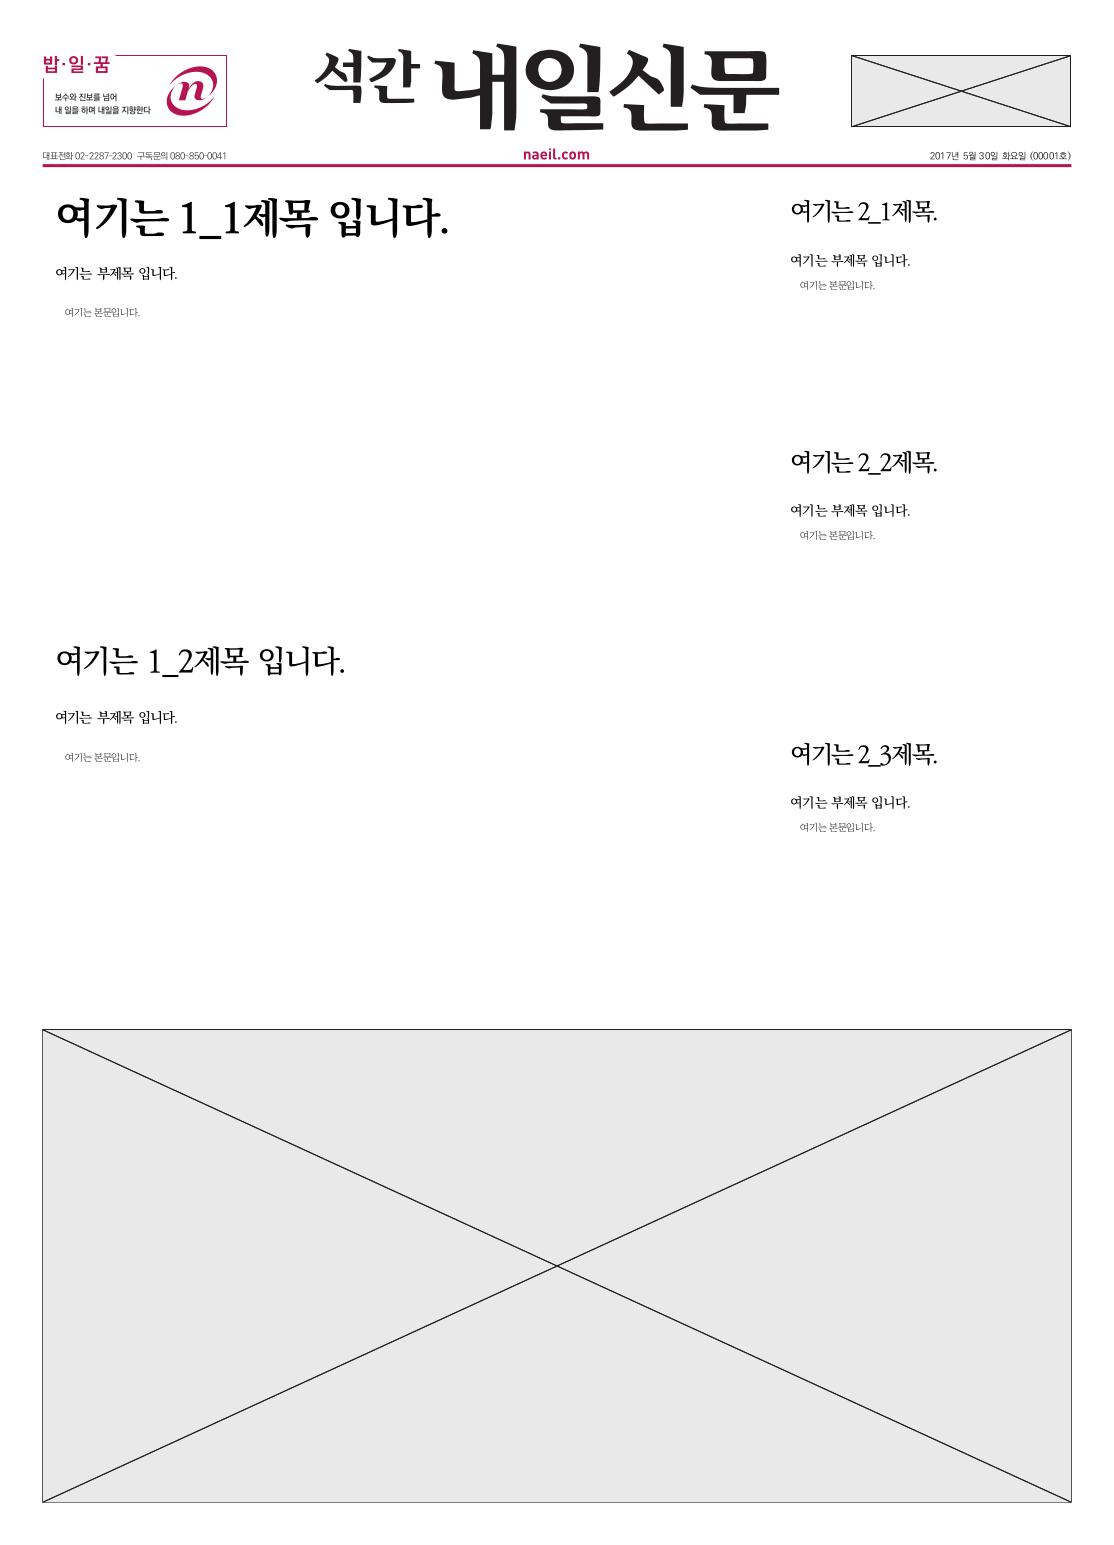 밥·일·꿈
보수와 진보를 넘어
내 일을 하며 내일을 지향한다
n
석간 내일신문
대표전화 02-2287-2300 구독문의 080-850-0041
naeil.com
2017년 5월 30일 화요일 (00001호)
여기는 1_1제목 입니다.
여기는 부제목 입니다.
여기는 본문입니다.
여기는 1_2제목 입니다.
여기는 부제목 입니다.
여기는 본문입니다.
여기는 2_1제목.
여기는 부제목 입니다.
여기는 본문입니다.
여기는 2_2제목.
여기는 부제목 입니다.
여기는 본문입니다.
여기는 2_3제목.
여기는 부제목 입니다.
여기는 본문입니다.